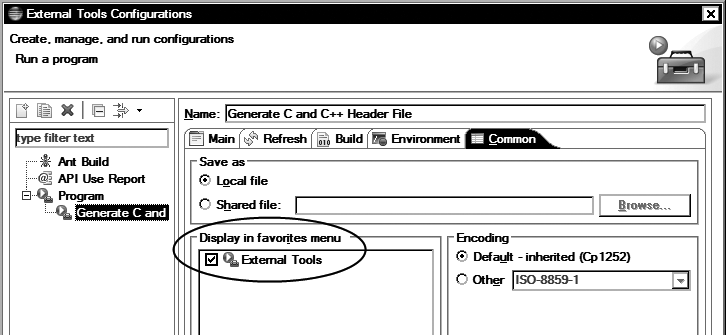 External Tools Configurations
Create, manage, and run configurations
Run a program
type filter text
Ant Build
API Use Report
Program
Generate C and
Name: Generate C and C++ Header File
Main Refresh Build Environment Common
Save as
Local file
Shared file: Browse...
Display in favorites menu
External Tools
Encoding
Default - inherited (Cp1252)
Other ISO-8859-1